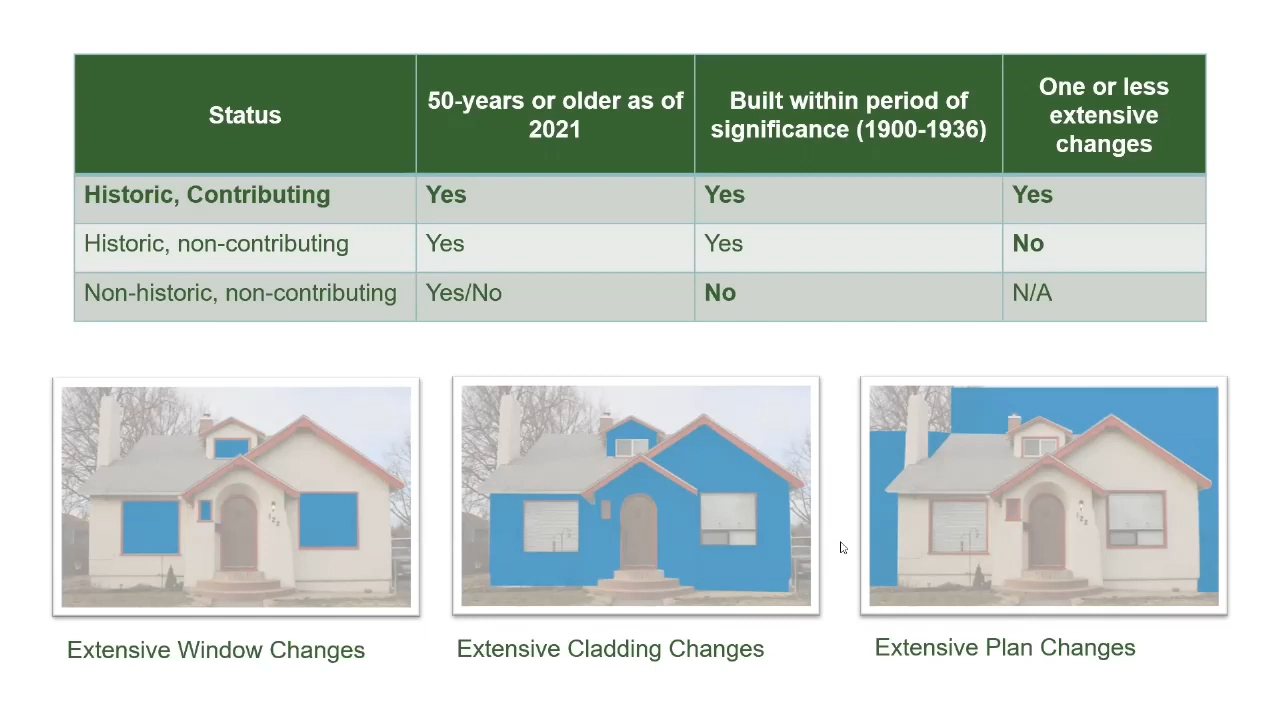 Status
50-years or older as of
2021
Built within period of
significance (1900-1936)
One or less
extensive
changes
Historic, Contributing
Yes
Yes
Yes
Historic, non-contributing
Yes
Yes
No
Non-historic, non-contributing
Yes/No
No
N/A
122
122
Extensive Window Changes
Extensive Cladding Changes
Extensive Plan Changes